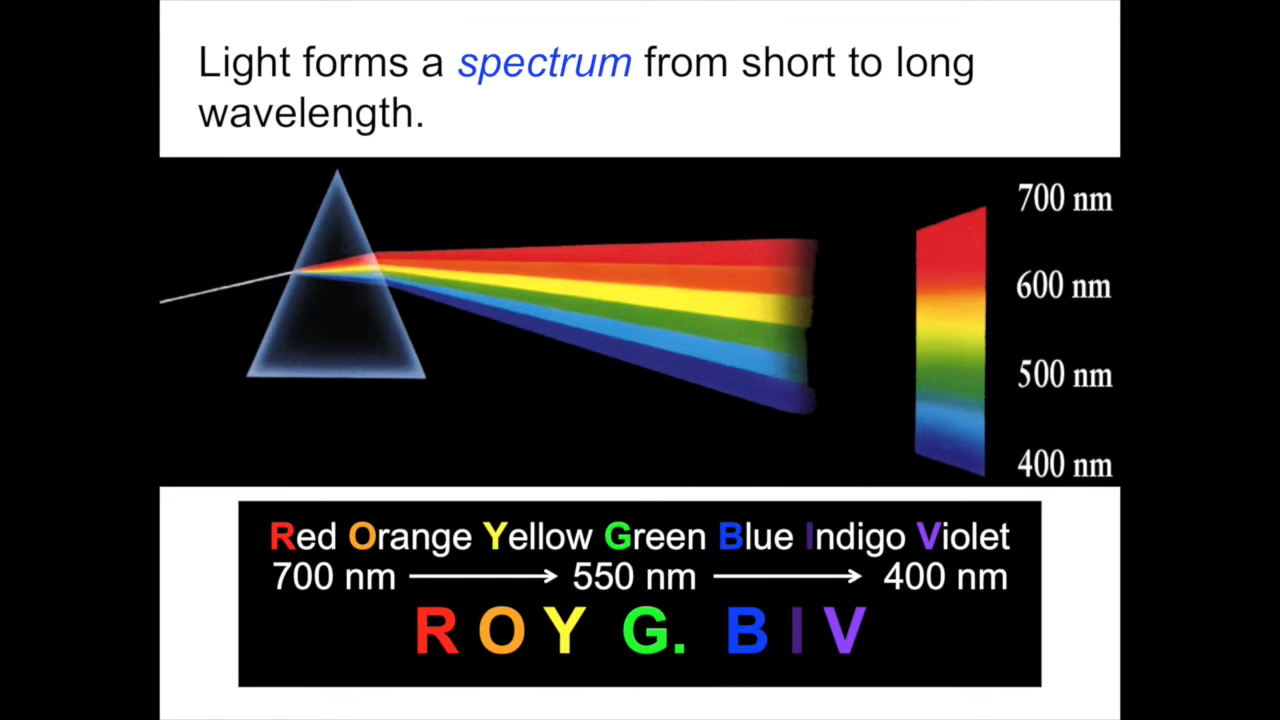 Light forms a spectrum from short to long
wavelength.
700 nm
600 nm
500 nm
400 nm
Red Orange Yellow Green Blue Indigo Violet
700 nm → 550 nm → 400 nm
R O Y G. B I V